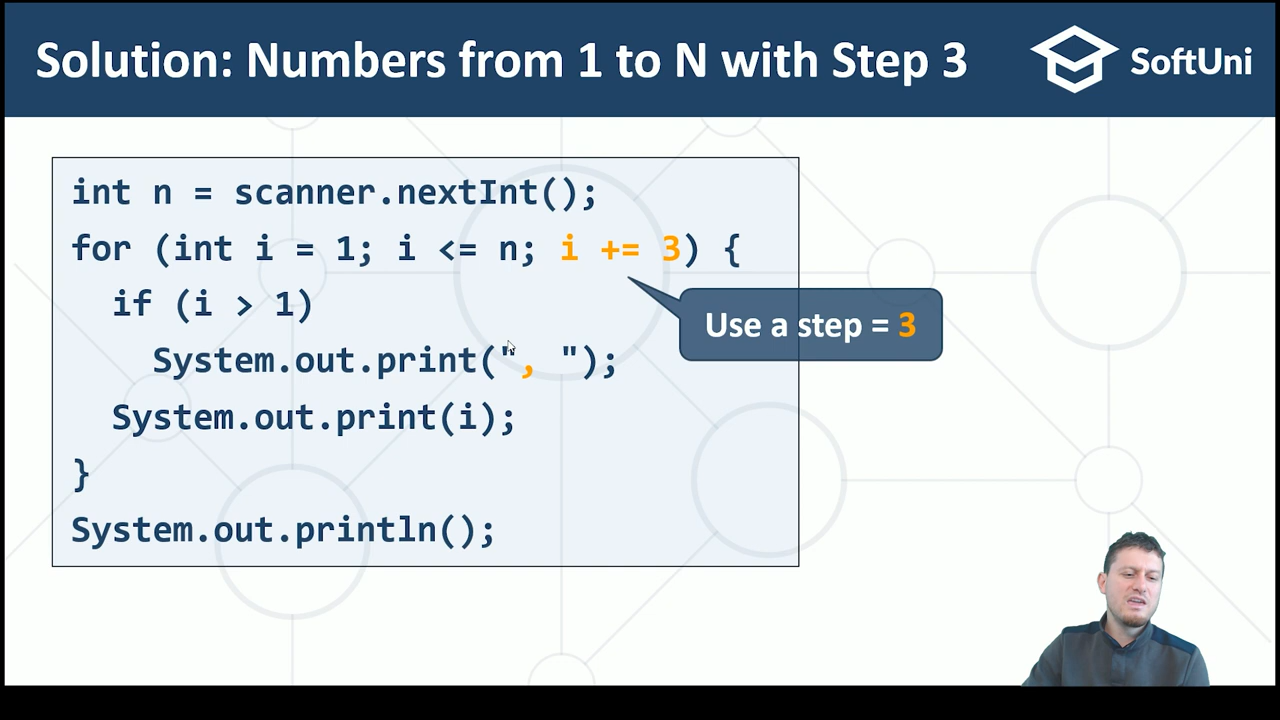 Solution: Numbers from 1 to N with Step 3
SoftUni
int n = scanner.nextInt();
for (int i = 1; i <= n; i += 3) {
if (i > 1)
System.out.print(", ");
System.out.print(i);
}
System.out.println();
Use a step = 3